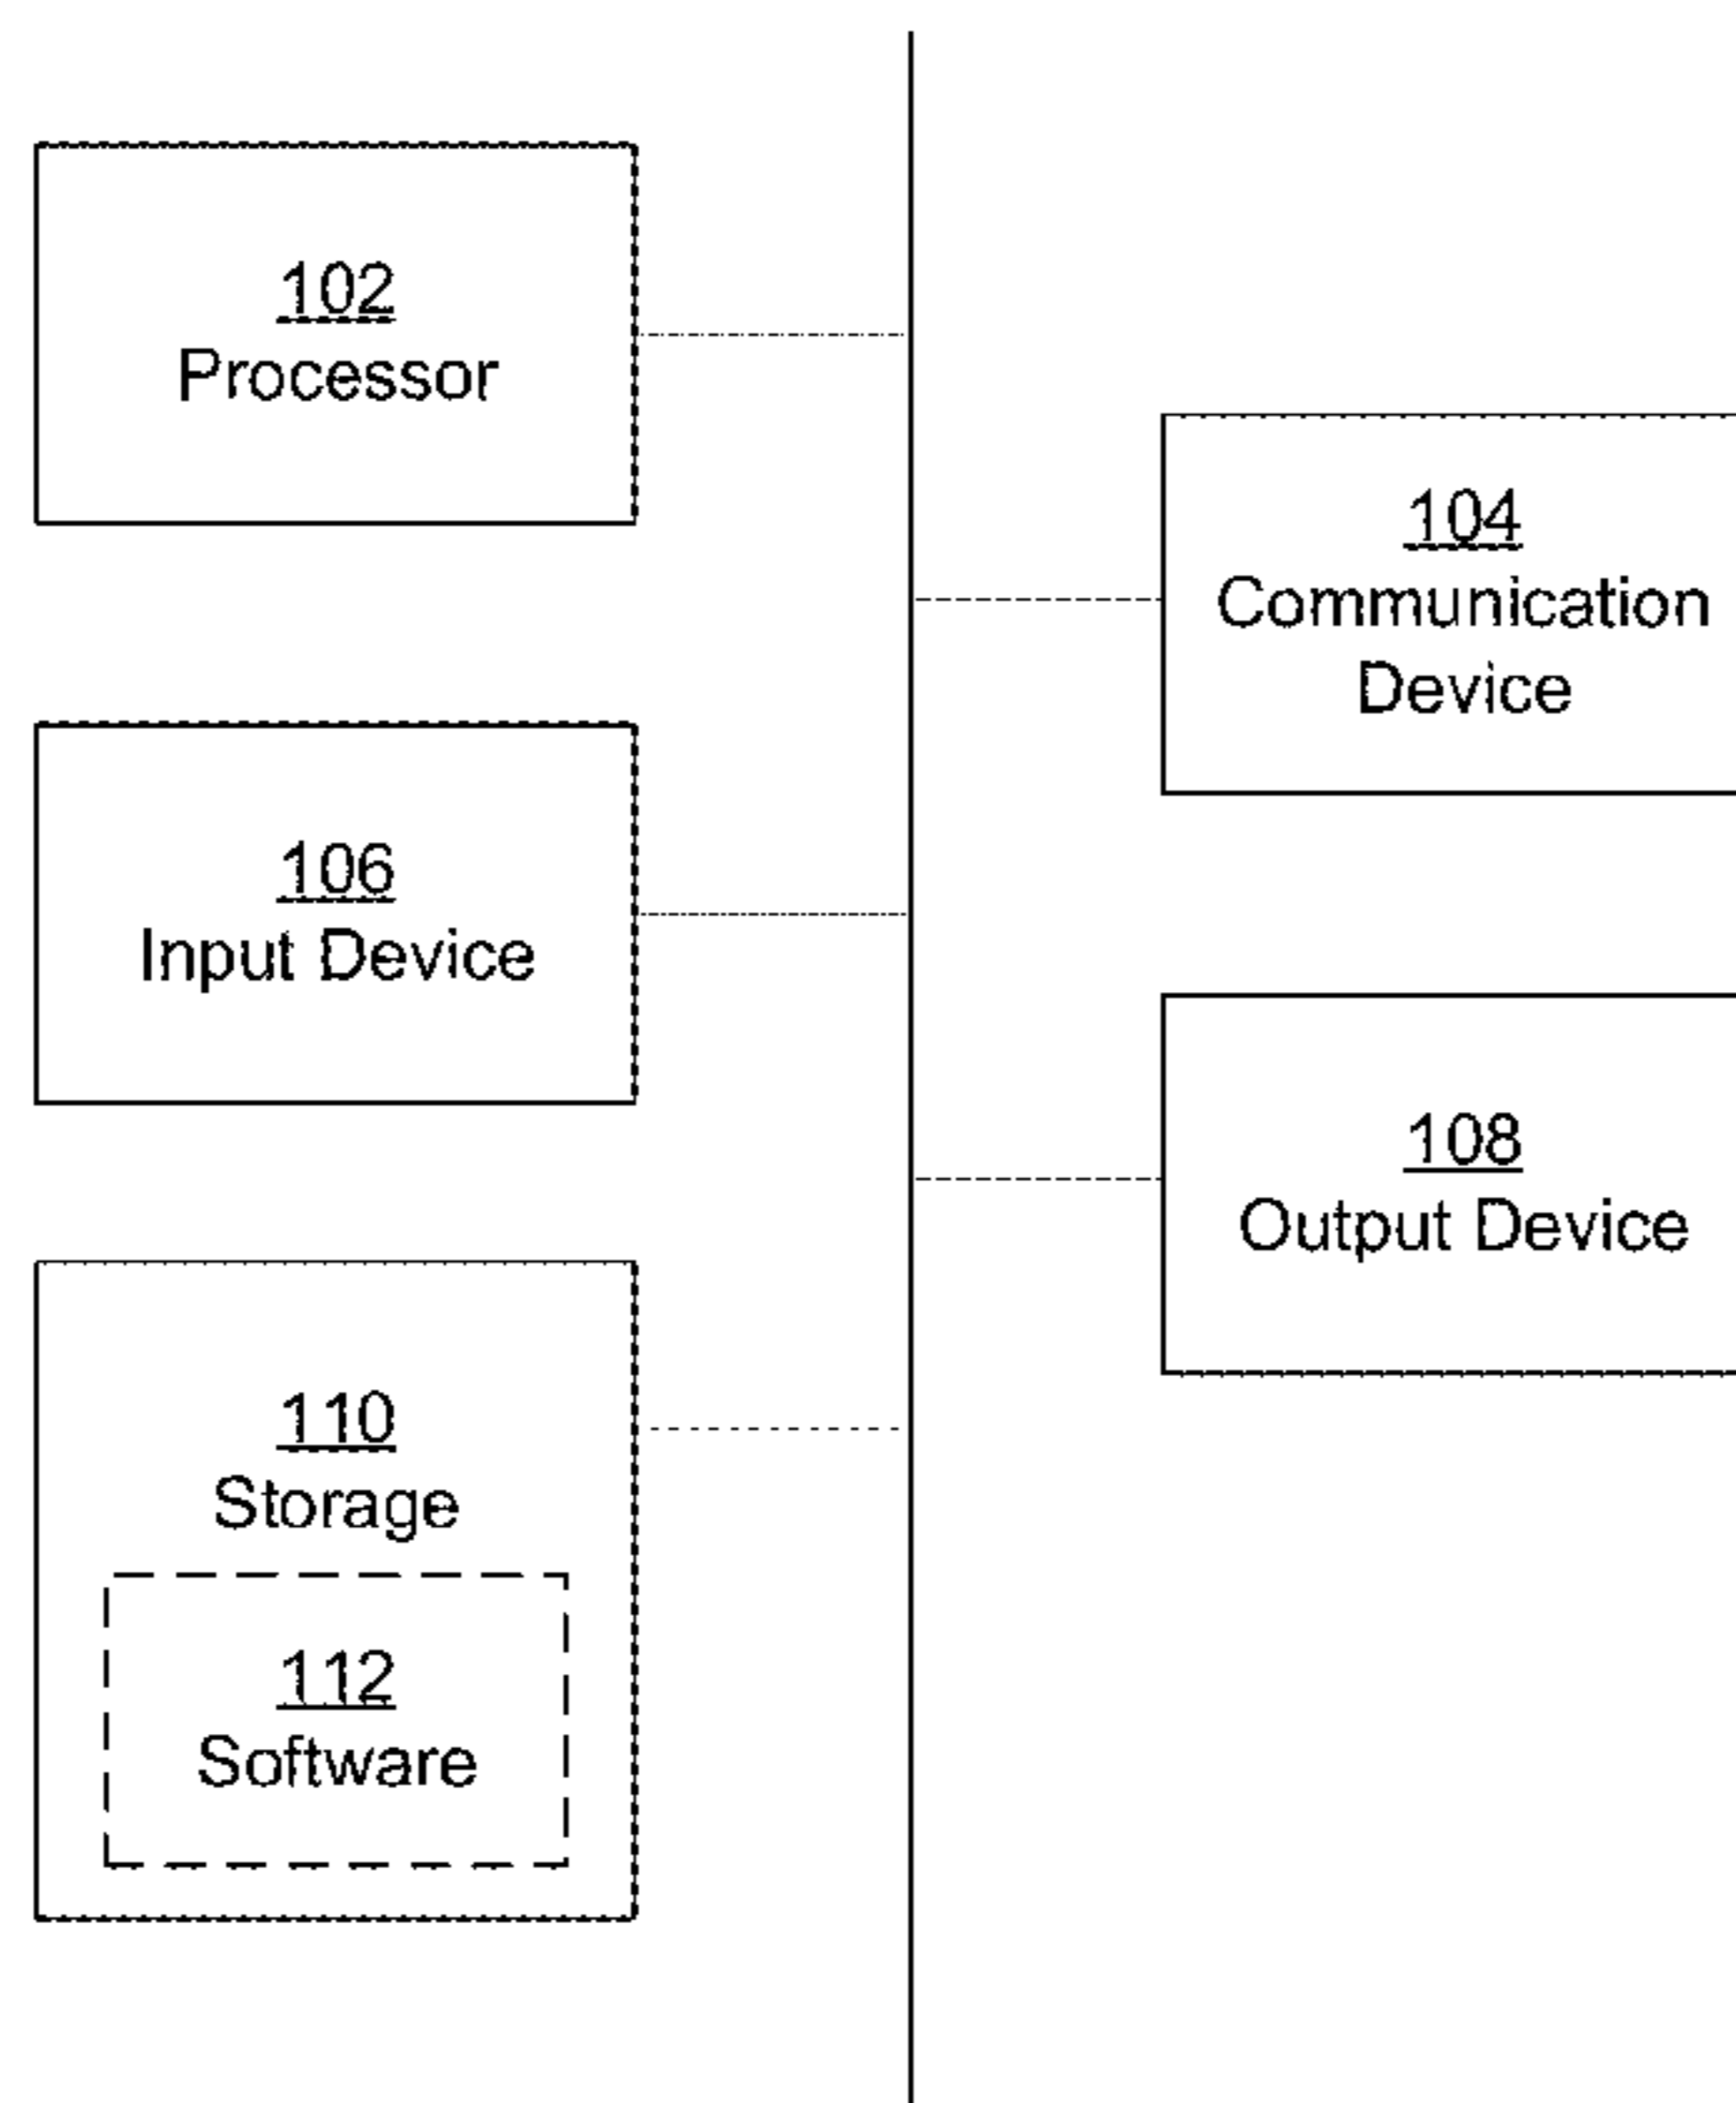 102
Processor
104
Communication
Device
106
Input Device
108
Output Device
110
Storage
112
Software